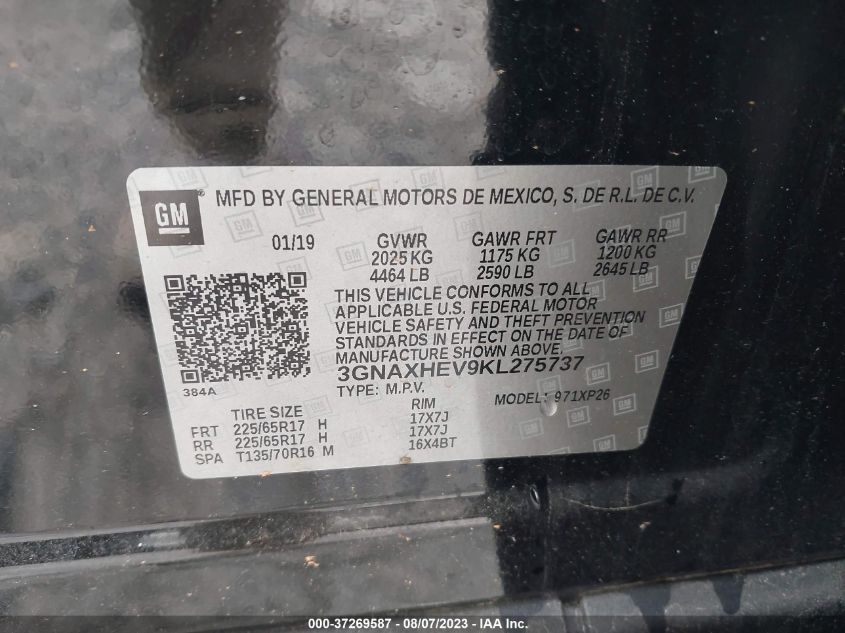 GM
MFD BY GENERAL MOTORS DE MEXICO, S. DE R.L. DE C.V.
01/19 GVWR GAWR FRT GAWR RR
2025 KG 1175 KG 1200 KG
4464 LB 2590 LB 2645 LB
THIS VEHICLE CONFORMS TO ALL
APPLICABLE U.S. FEDERAL MOTOR
VEHICLE SAFETY AND THEFT PREVENTION
STANDARDS IN EFFECT ON THE DATE OF
MANUFACTURE SHOWN ABOVE.
3GNAXHEV9KL275737
384A
TYPE: M.P.V. MODEL: 971XP26
TIRE SIZE RIM
FRT 225/65R17 H 17X7J
RR 225/65R17 H 17X7J
SPA T135/70R16 M 16X4BT
000-37269587 - 08/07/2023 - © IAA, Inc.